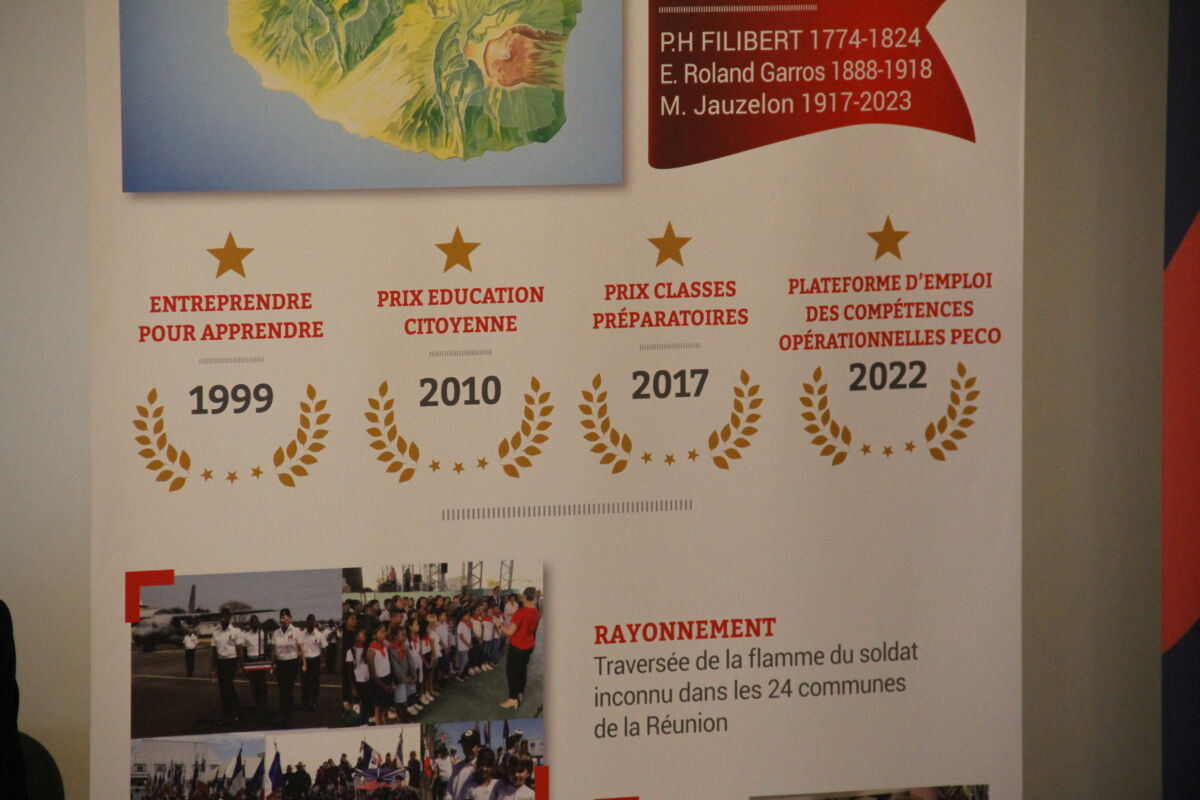 P.H FILIBERT 1774-1824
E. Roland Garros 1888-1918
M. Jauzelon 1917-2023
ENTREPRENDRE
POUR APPRENDRE
1999
PRIX EDUCATION
CITOYENNE
2010
PRIX CLASSES
PRÉPARATOIRES
2017
PLATEFORME D'EMPLOI
DES COMPÉTENCES
OPÉRATIONNELLES PECO
2022
RAYONNEMENT
Traversée de la flamme du soldat
inconnu dans les 24 communes
de la Réunion